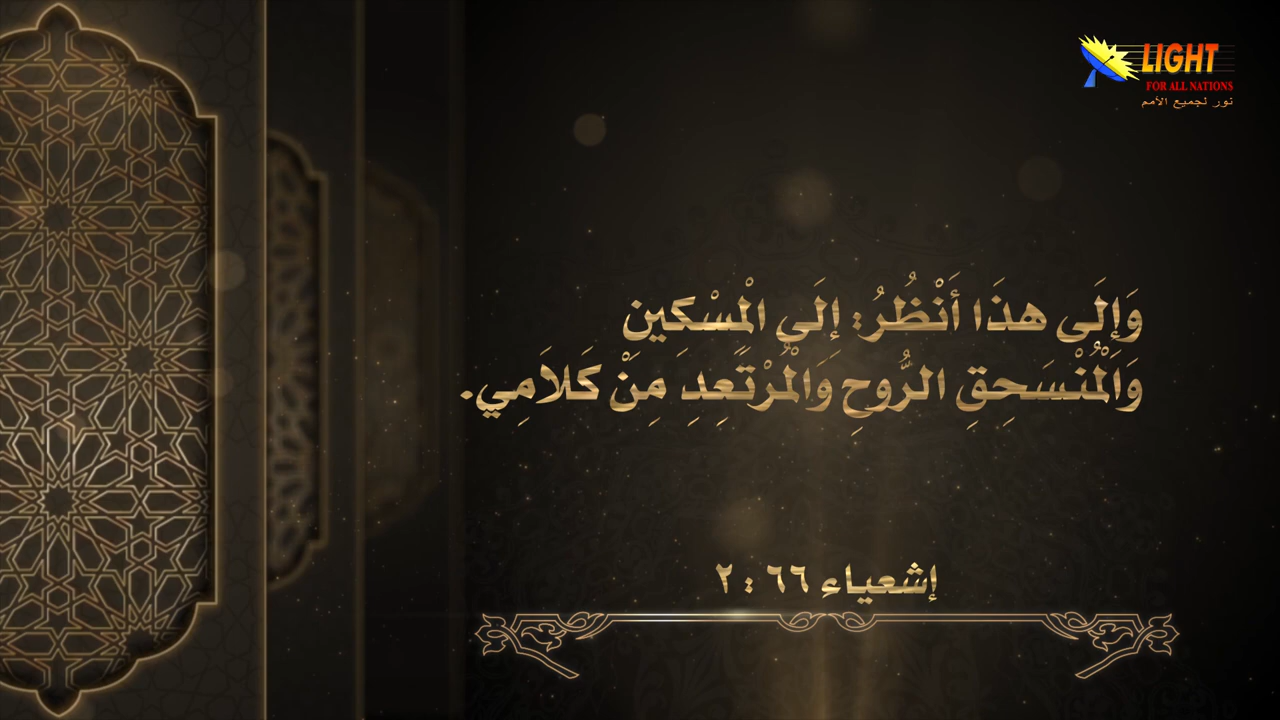 LIGHT
FOR ALL NATIONS
نور لجميع الأمم
وَإِلَى هذَا أَنْظُرُ: إِلَى الْمِسْكِين
وَالْمُنْسَحِقِ الرُّوحِ وَالْمُرْتَعِدِ مِنْ كَلاَمِي.
إشعياء ٦٦ : ٢